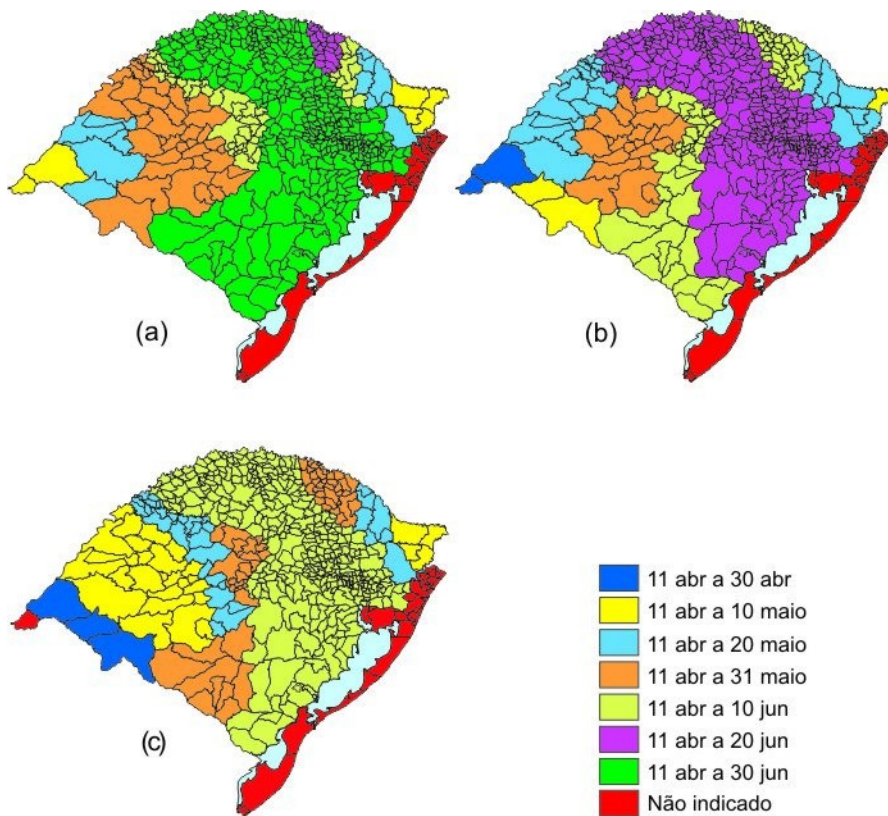 (a)
(b)
(c)
11 abr a 30 abr
11 abr a 10 maio
11 abr a 20 maio
11 abr a 31 maio
11 abr a 10 jun
11 abr a 20 jun
11 abr a 30 jun
Não indicado